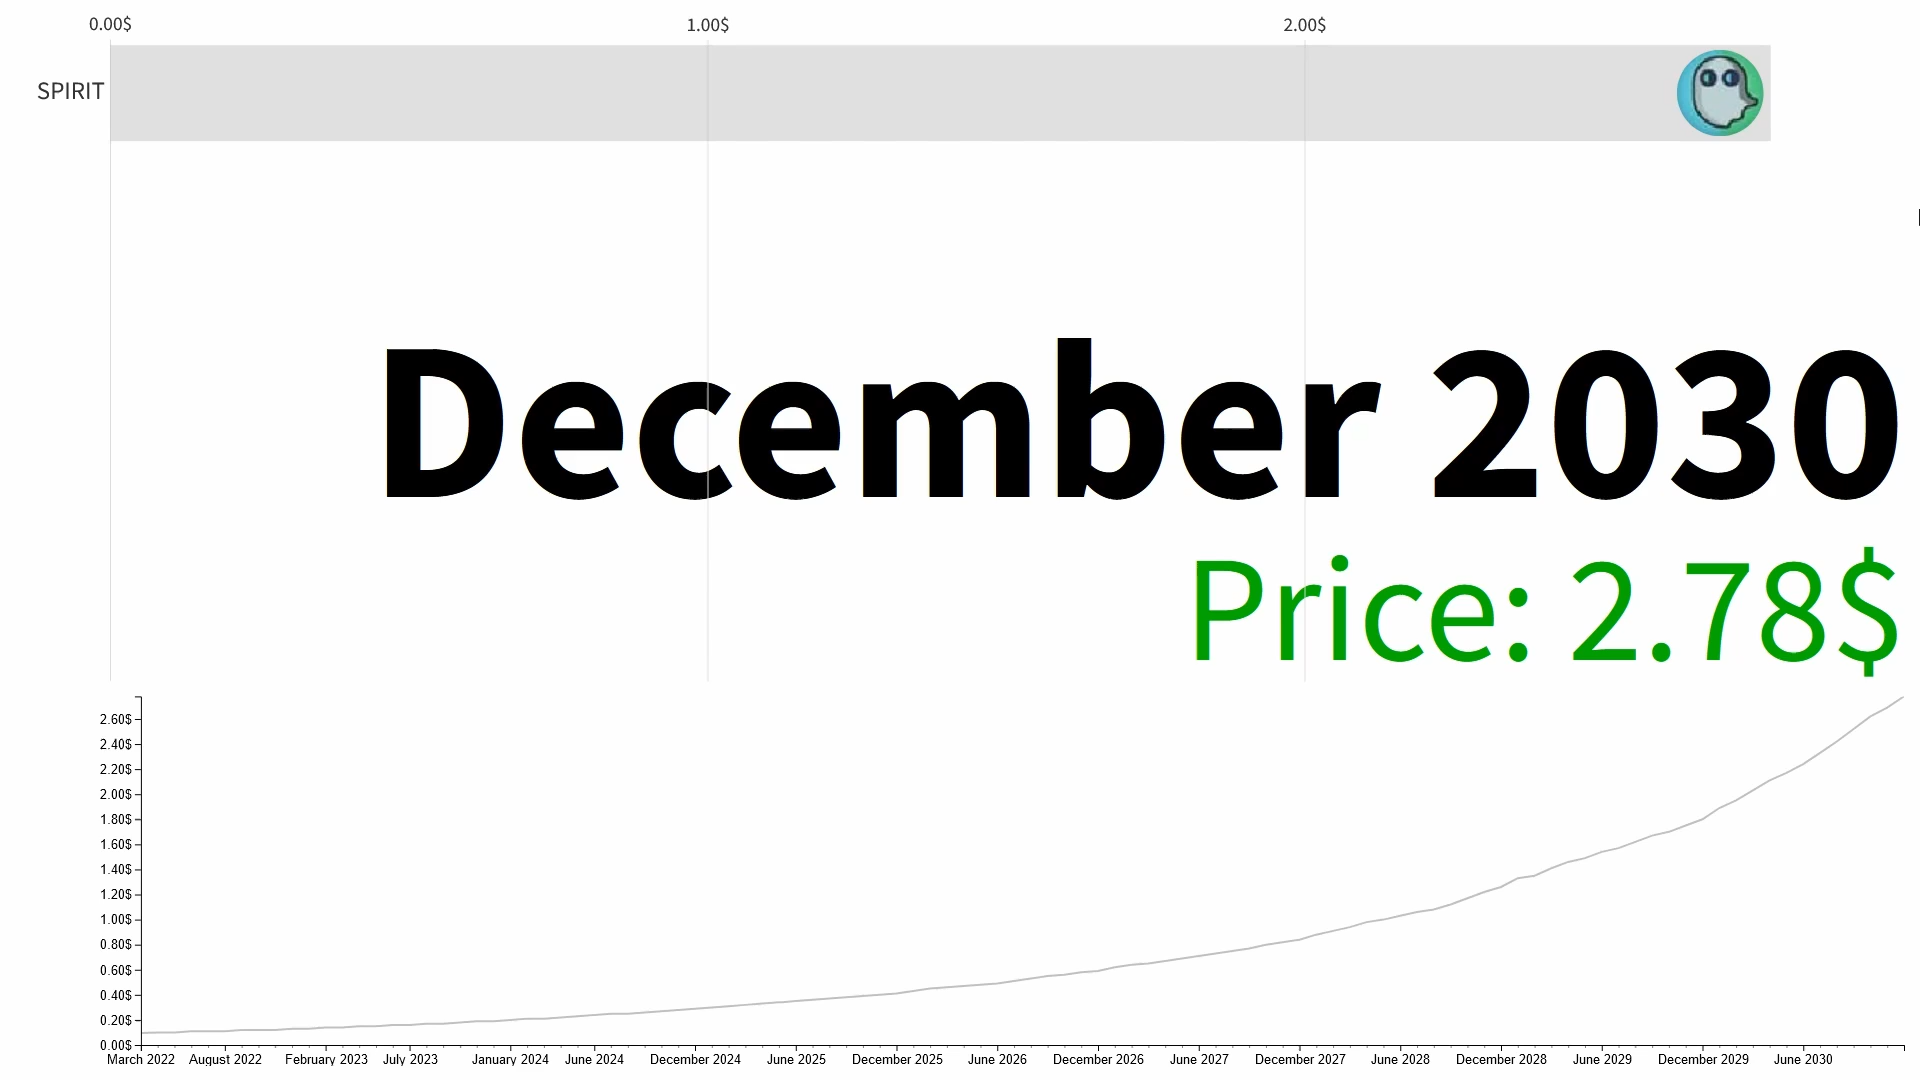 0.00$ 1.00$ 2.00$
SPIRIT
December 2030
Price: 2.78$
2.60$
2.40$
2.20$
2.00$
1.80$
1.60$
1.40$
1.20$
1.00$
0.80$
0.60$
0.40$
0.20$
0.00$
March 2022 August 2022 February 2023 July 2023 January 2024 June 2024 December 2024 June 2025 December 2025 June 2026 December 2026 June 2027 December 2027 June 2028 December 2028 June 2029 December 2029 June 2030